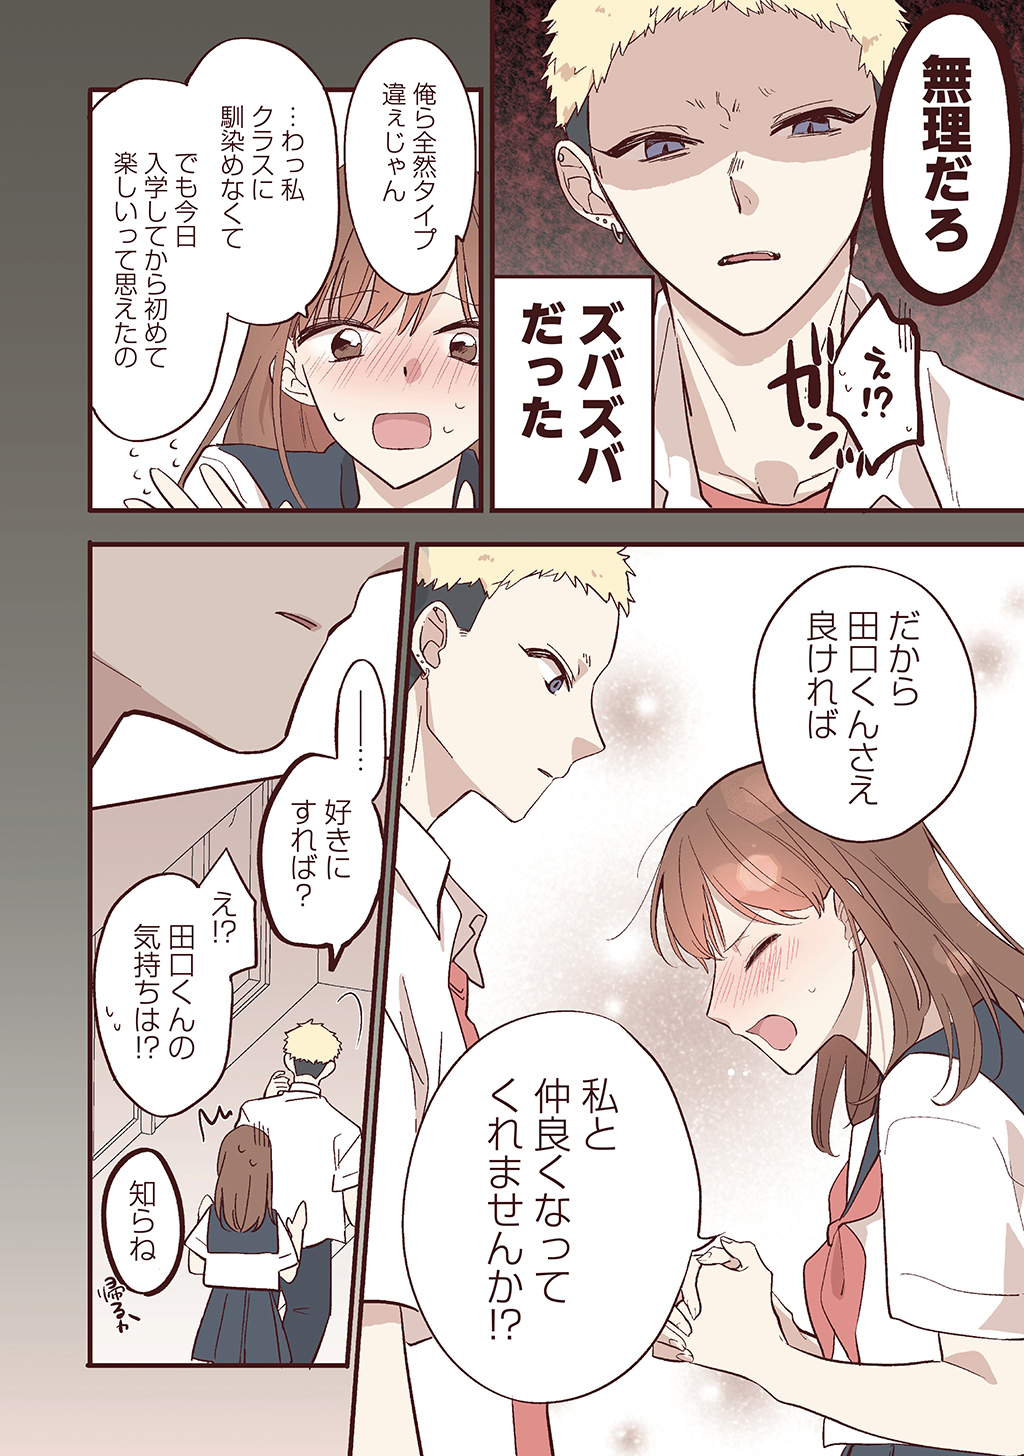 無理だろ
え!?
ガンッ
ズバズバ
だった
俺ら全然タイプ
違ぇじゃん
…わっ私
クラスに
馴染めなくて
でも今日
入学してから初めて
楽しいって思えたの
だから
田口くんさえ
良ければ
私と
仲良くなって
くれませんか!?
――…
好きに
すれば?
え!?
田口くんの
気持ちは!?
知らね
帰るわ